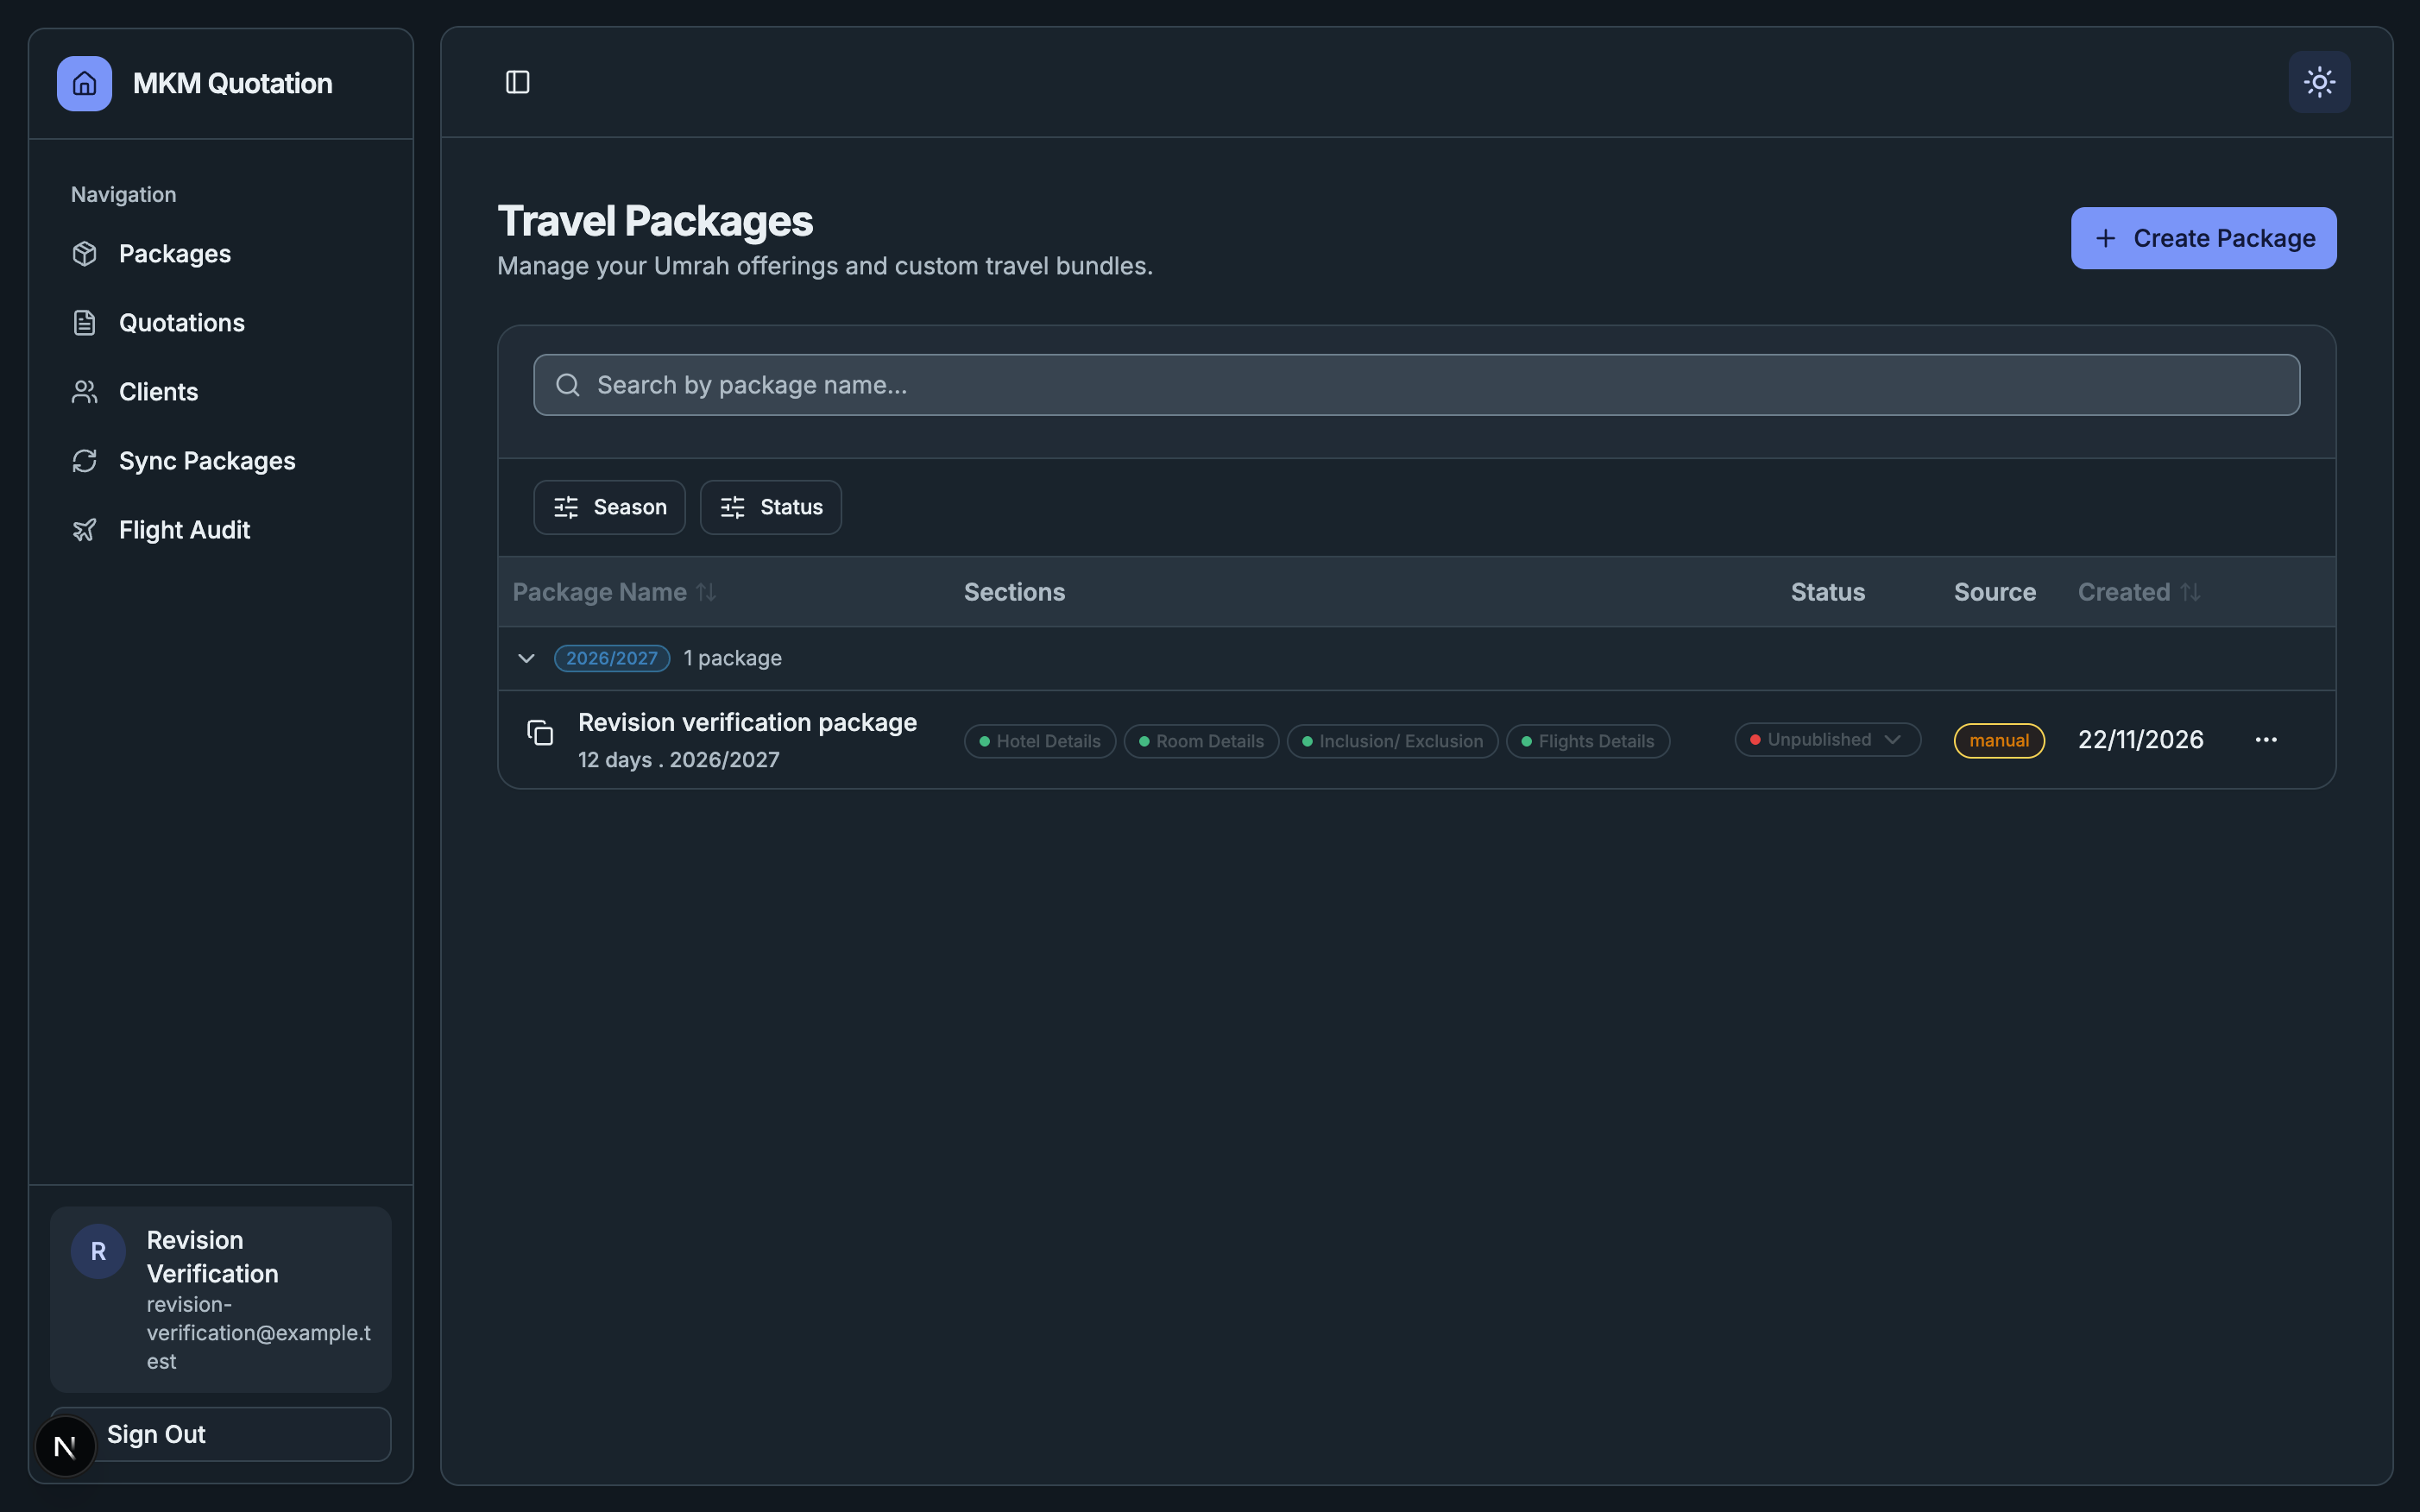 MKM Quotation
Navigation
Packages
Quotations
Clients
Sync Packages
Flight Audit
R
Revision
Verification
revision-
verification@example.t
est
N
Sign Out
Travel Packages
Manage your Umrah offerings and custom travel bundles.
Create Package
Search by package name...
Season
Status
Package Name
Sections
Status
Source
Created
2026/2027
1 package
Revision verification package
12 days . 2026/2027
Hotel Details
Room Details
Inclusion/ Exclusion
Flights Details
Unpublished
manual
22/11/2026